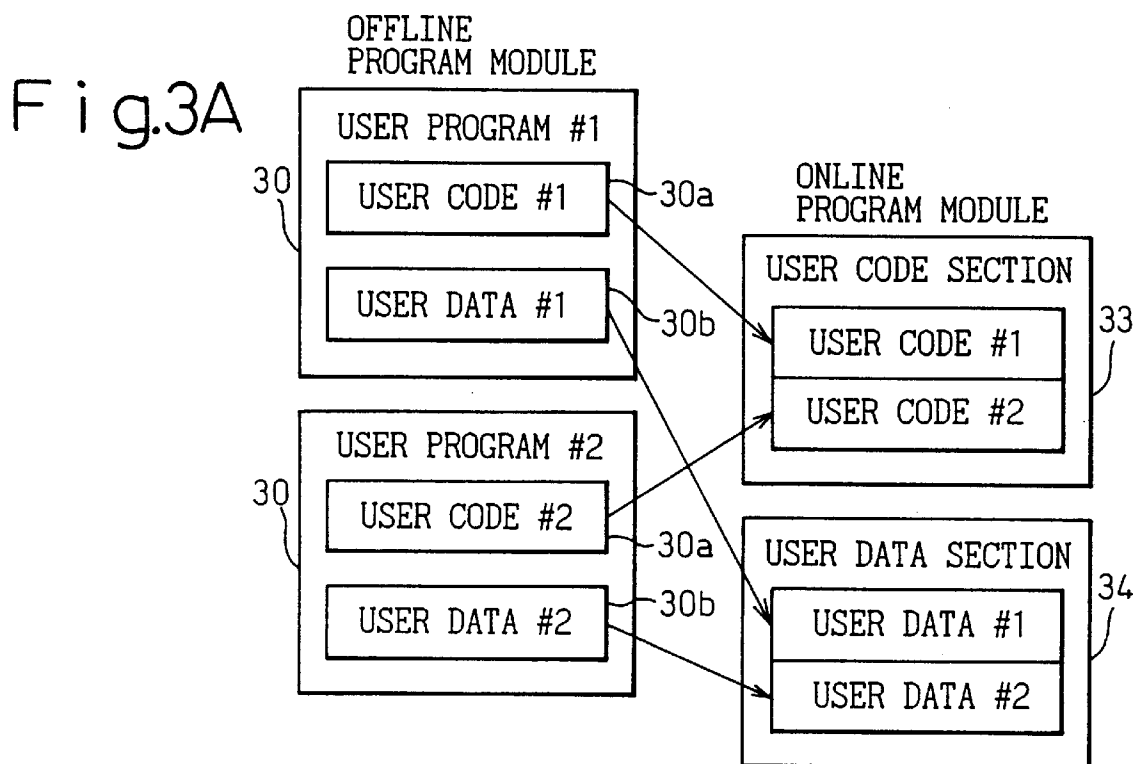 Fig.3A
OFFLINE
PROGRAM MODULE
USER PROGRAM #1
30
USER CODE #1
30a
USER DATA #1
30b
USER PROGRAM #2
30
USER CODE #2
30a
USER DATA #2
30b
ONLINE
PROGRAM MODULE
USER CODE SECTION
USER CODE #1
USER CODE #2
33
USER DATA SECTION
USER DATA #1
USER DATA #2
34